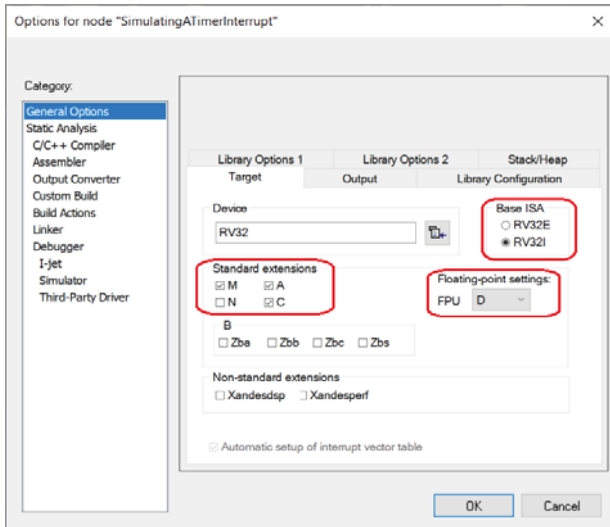 Options for node "SimulatingATimerInterrupt"
Category:
General Options
Static Analysis
C/C++ Compiler
Assembler
Output Converter
Custom Build
Build Actions
Linker
Debugger
I-jet
Simulator
Third-Party Driver
Library Options 1 Library Options 2 Stack/Heap
Target Output Library Configuration
Device
RV32
Base ISA
RV32E
RV32I
Standard extensions
M A
N C
Floating-point settings:
FPU D
B
Zba Zbb Zbc Zbs
Non-standard extensions
Xandesdsp Xandesperf
Automatic setup of interrupt vector table
OK Cancel